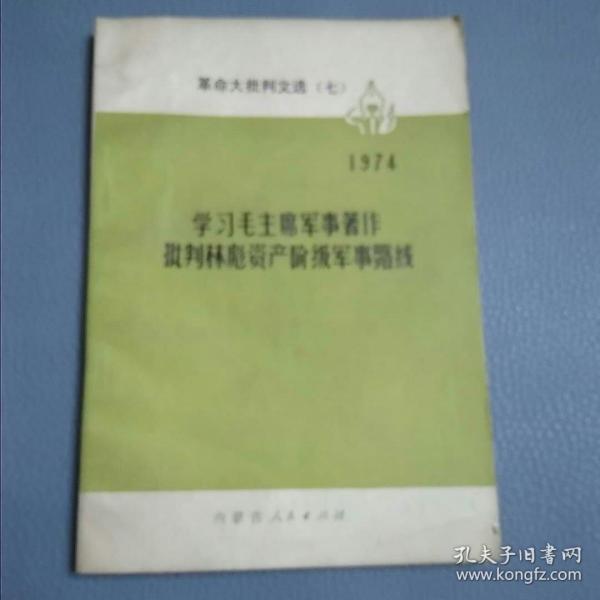 革命大批判文选（七）
1974
学习毛主席军事著作
批判林彪资产阶级军事路线
内蒙古人民出版社
孔夫子旧书网
www.kongfz.com